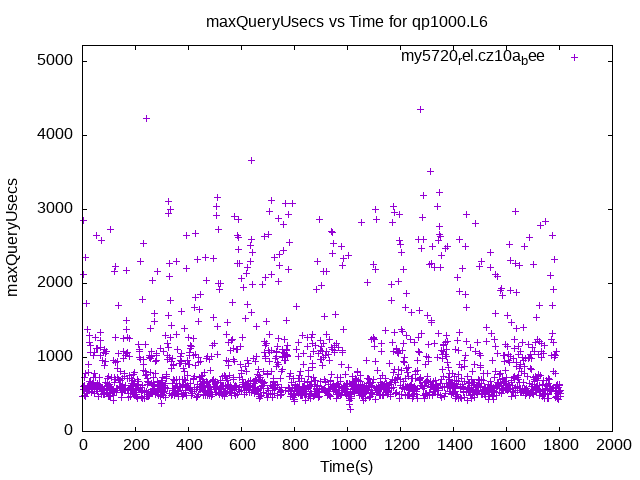 maxQueryUsecs vs Time for qp1000.L6
my5720rel.cz10abee
5000
4000
3000
2000
1000
0
maxQueryUsecs
0 200 400 600 800 1000 1200 1400 1600 1800 2000
Time(s)